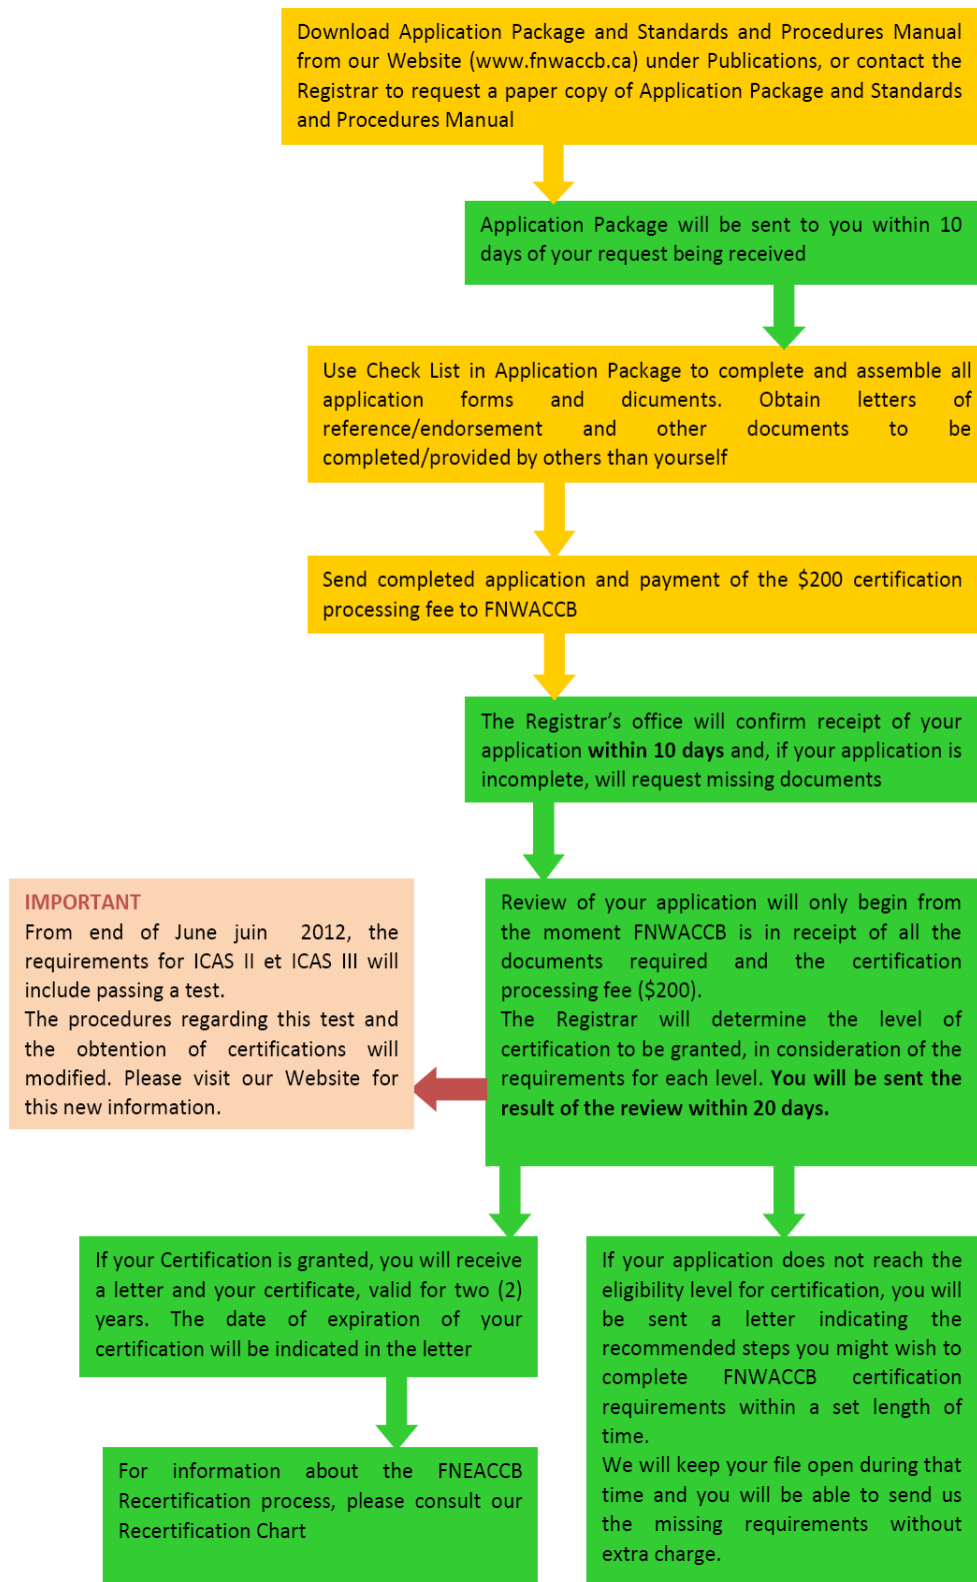 Download Application Package and Standards and Procedures Manual
from our Website (www.fnwaccb.ca) under Publications, or contact the
Registrar to request a paper copy of Application Package and Standards
and Procedures Manual
Application Package will be sent to you within 10
days of your request being received
Use Check List in Application Package to complete and assemble all
application forms and dicuments. Obtain letters of
reference/endorsement and other documents to be
completed/provided by others than yourself
Send completed application and payment of the $200 certification
processing fee to FNWACCB
The Registrar's office will confirm receipt of your
application within 10 days and, if your application is
incomplete, will request missing documents
IMPORTANT
From end of June juin 2012, the
requirements for ICAS II et ICAS III will
include passing a test.
The procedures regarding this test and
the obtention of certifications will
modified. Please visit our Website for
this new information.
Review of your application will only begin from
the moment FNWACCB is in receipt of all the
documents required and the certification
processing fee ($200).
The Registrar will determine the level of
certification to be granted, in consideration of the
requirements for each level. You will be sent the
result of the review within 20 days.
If your Certification is granted, you will receive
a letter and your certificate, valid for two (2)
years. The date of expiration of your
certification will be indicated in the letter
If your application does not reach the
eligibility level for certification, you will
be sent a letter indicating the
recommended steps you might wish to
complete FNWACCB certification
requirements within a set length of
time.
We will keep your file open during that
time and you will be able to send us
the missing requirements without
extra charge.
For information about the FNEACCB
Recertification process, please consult our
Recertification Chart